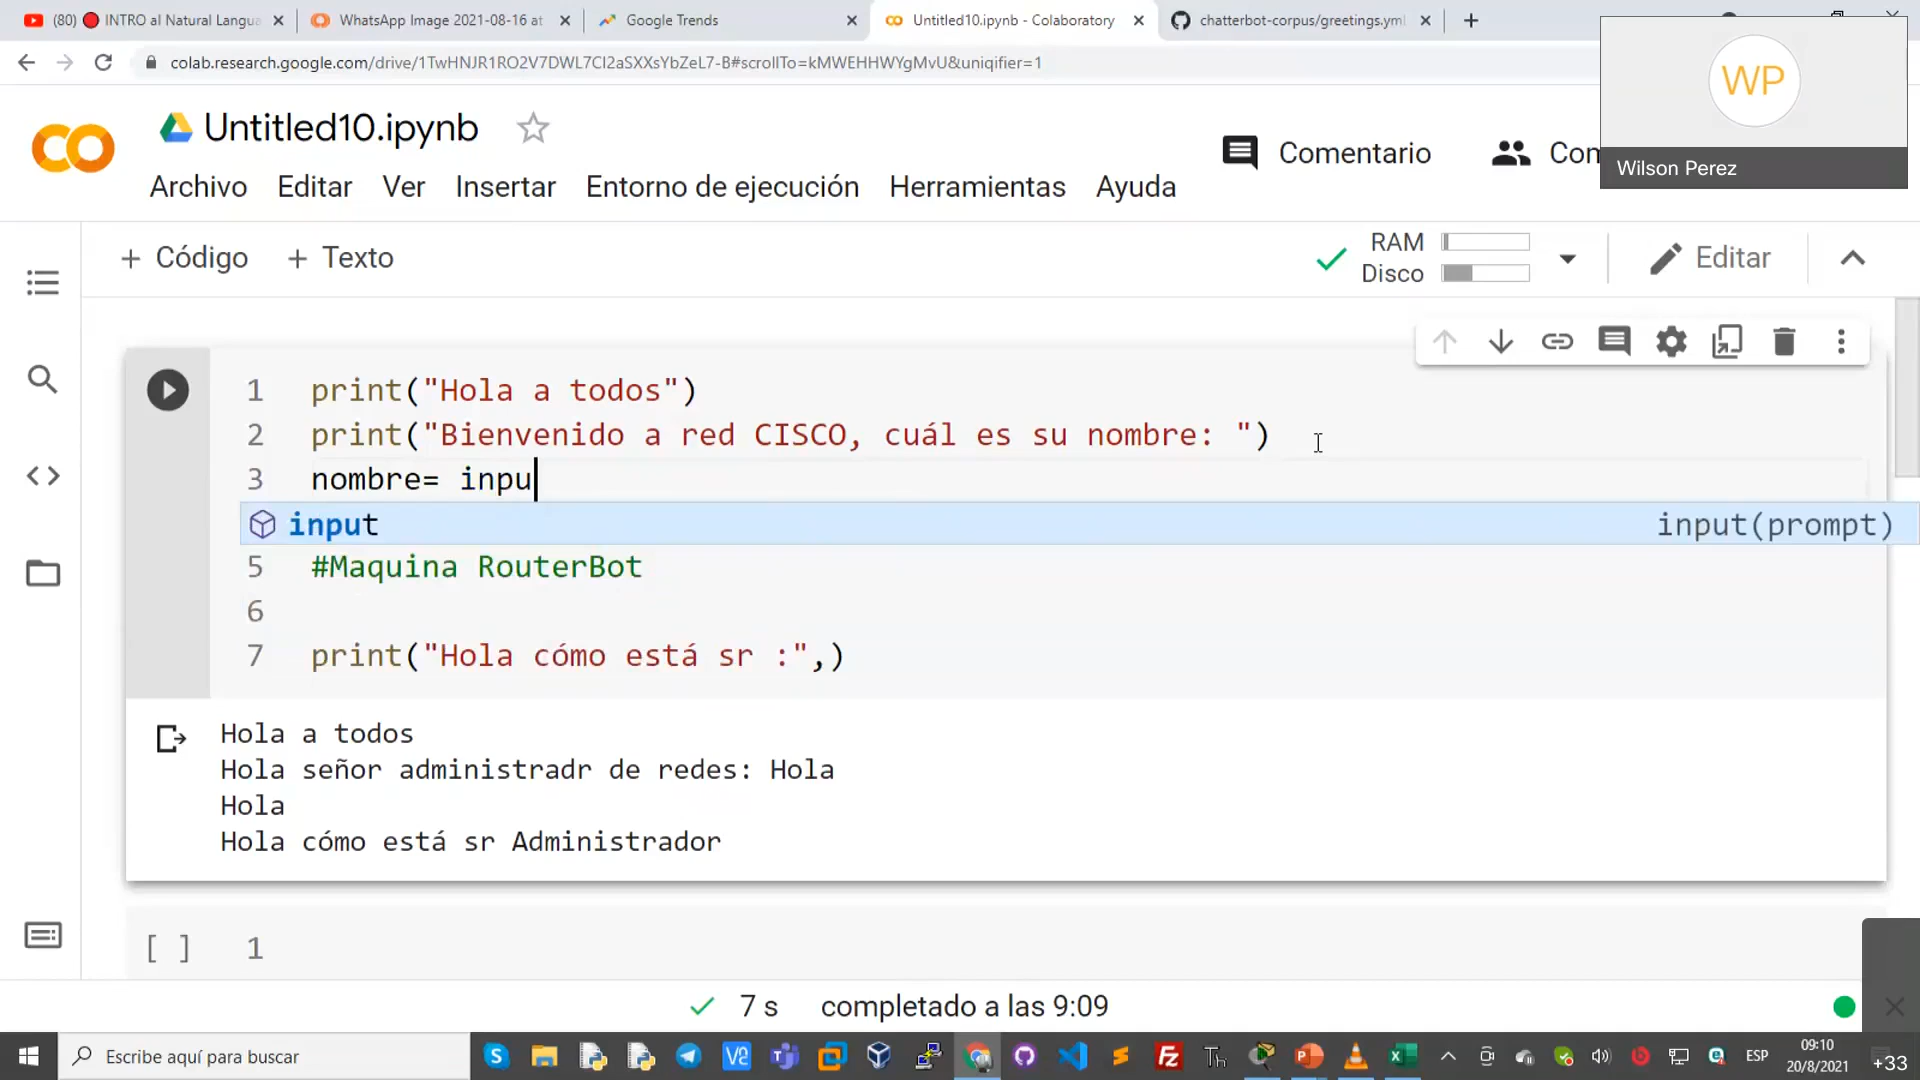 (80) 🔴 INTRO al Natural Langua
WhatsApp Image 2021-08-16 at
Google Trends
Untitled10.ipynb - Colaboratory
chatterbot-corpus/greetings.yml
colab.research.google.com/drive/1TwHNJR1RO2V7DWL7CI2aSXXsYbZeL7-B#scrollTo=kMWEHHWYgMvU&uniqifier=1
WP
Wilson Perez
Untitled10.ipynb
Comentario
Com
Archivo Editar Ver Insertar Entorno de ejecución Herramientas Ayuda
+ Código + Texto
RAM
Disco
Editar
1 print("Hola a todos")
2 print("Bienvenido a red CISCO, cuál es su nombre: ")
3 nombre= inpu
input input(prompt)
5 #Maquina RouterBot
6
7 print("Hola cómo está sr :",)
Hola a todos
Hola señor administradr de redes: Hola
Hola
Hola cómo está sr Administrador
[ ] 1
7 s completado a las 9:09
Escribe aquí para buscar
ESP
09:10
20/8/2021
+33